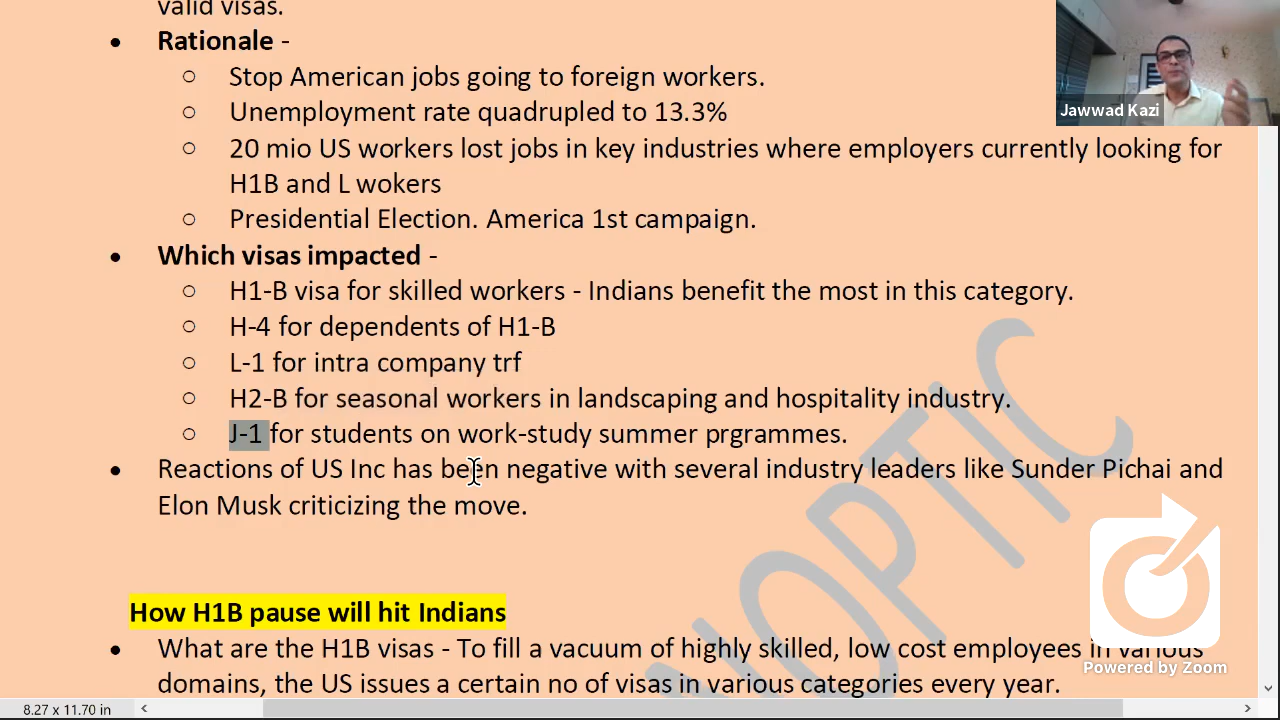 valid visas.
Jawwad Kazi
• Rationale -
○ Stop American jobs going to foreign workers.
○ Unemployment rate quadrupled to 13.3%
○ 20 mio US workers lost jobs in key industries where employers currently looking for
H1B and L wokers
○ Presidential Election. America 1st campaign.
• Which visas impacted -
○ H1-B visa for skilled workers - Indians benefit the most in this category.
○ H-4 for dependents of H1-B
○ L-1 for intra company trf
○ H2-B for seasonal workers in landscaping and hospitality industry.
○ J-1 for students on work-study summer prgrammes.
• Reactions of US Inc has been negative with several industry leaders like Sunder Pichai and
Elon Musk criticizing the move.
How H1B pause will hit Indians
• What are the H1B visas - To fill a vacuum of highly skilled, low cost employees in various
domains, the US issues a certain no of visas in various categories every year.
NOPTIC
Powered by Zoom
8.27 x 11.70 in